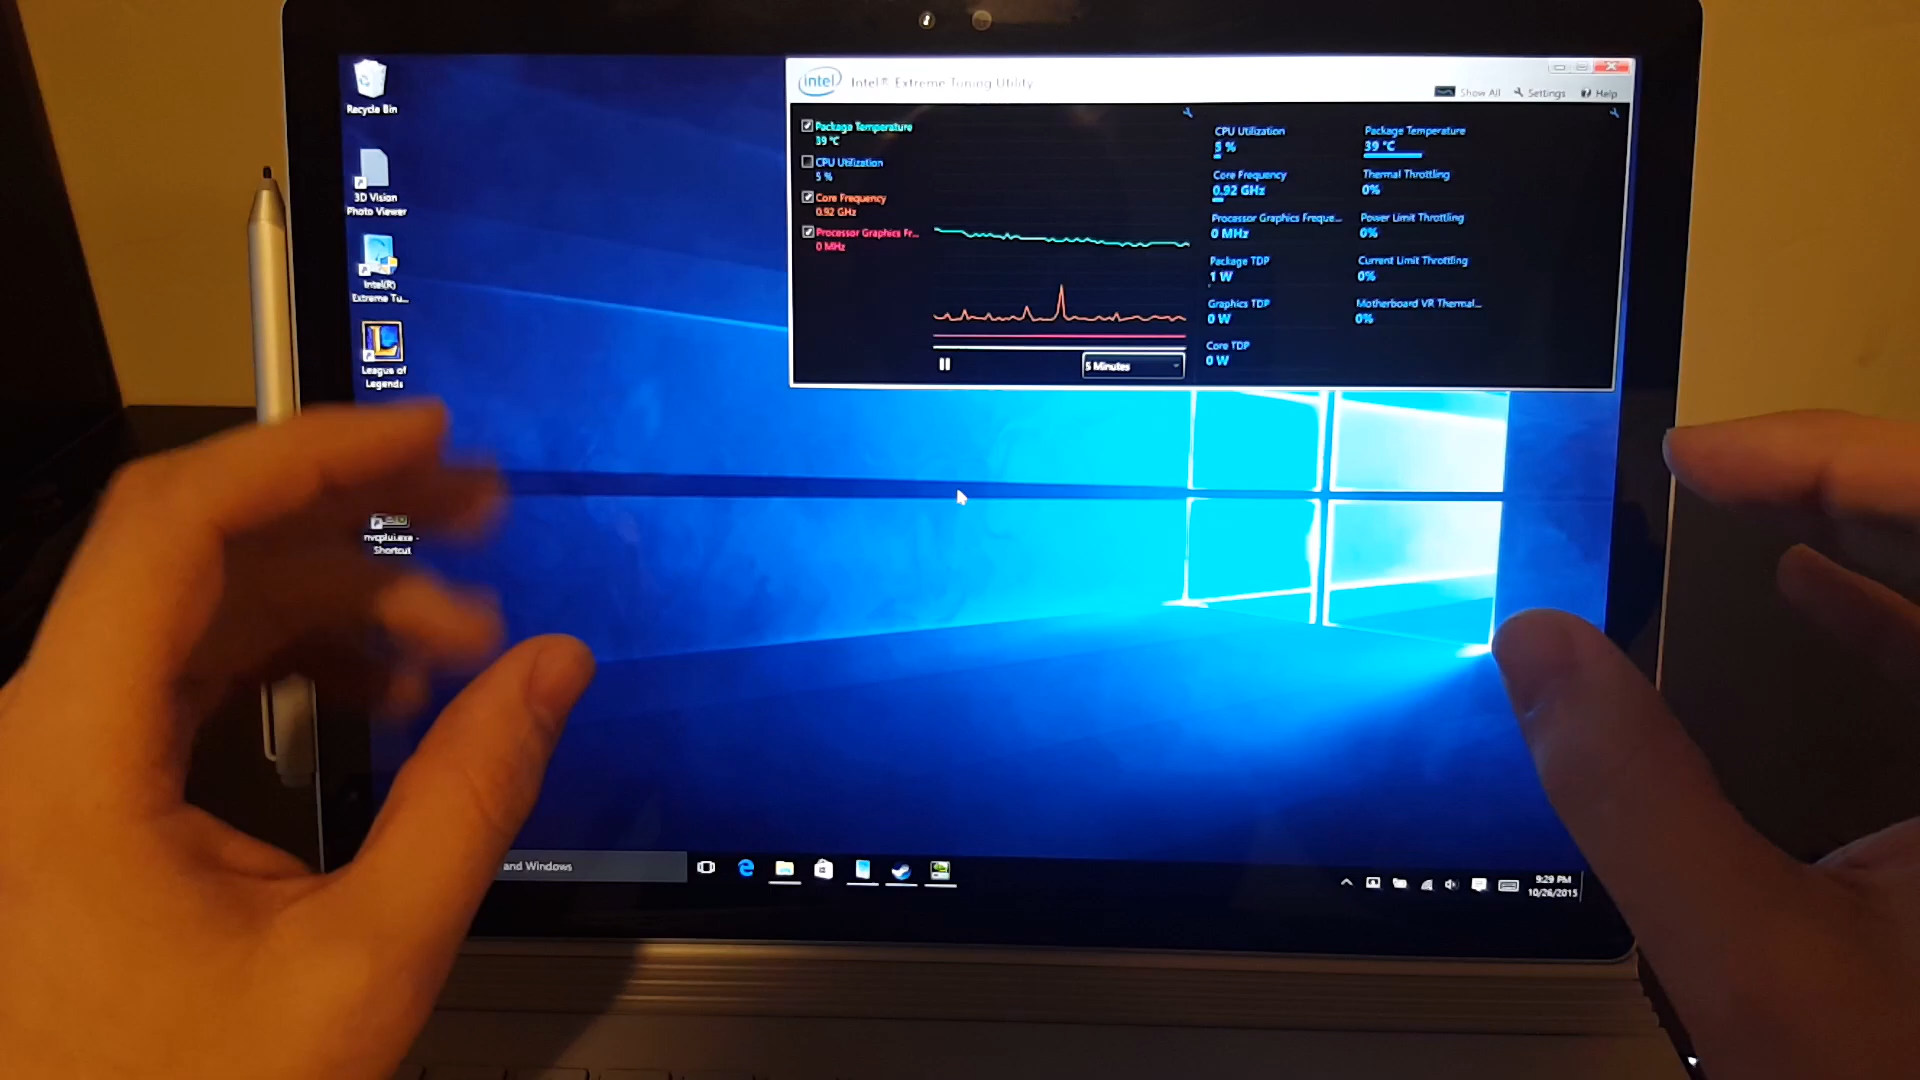 Recycle Bin
3D Vision
Photo Viewer
Intel(R)
Extreme Tu...
League of
Legends
nvcplui.exe -
Shortcut
intel Intel® Extreme Tuning Utility
Show All Settings Help
Package Temperature
39 °C
CPU Utilization
5 %
Core Frequency
0.92 GHz
Processor Graphics Fr...
0 MHz
5 Minutes
CPU Utilization
5 %
Core Frequency
0.92 GHz
Processor Graphics Freque...
0 MHz
Package TDP
1 W
Graphics TDP
0 W
Core TDP
0 W
Package Temperature
39 °C
Thermal Throttling
0%
Power Limit Throttling
0%
Current Limit Throttling
0%
Motherboard VR Thermal...
0%
and Windows
9:29 PM
10/26/2015